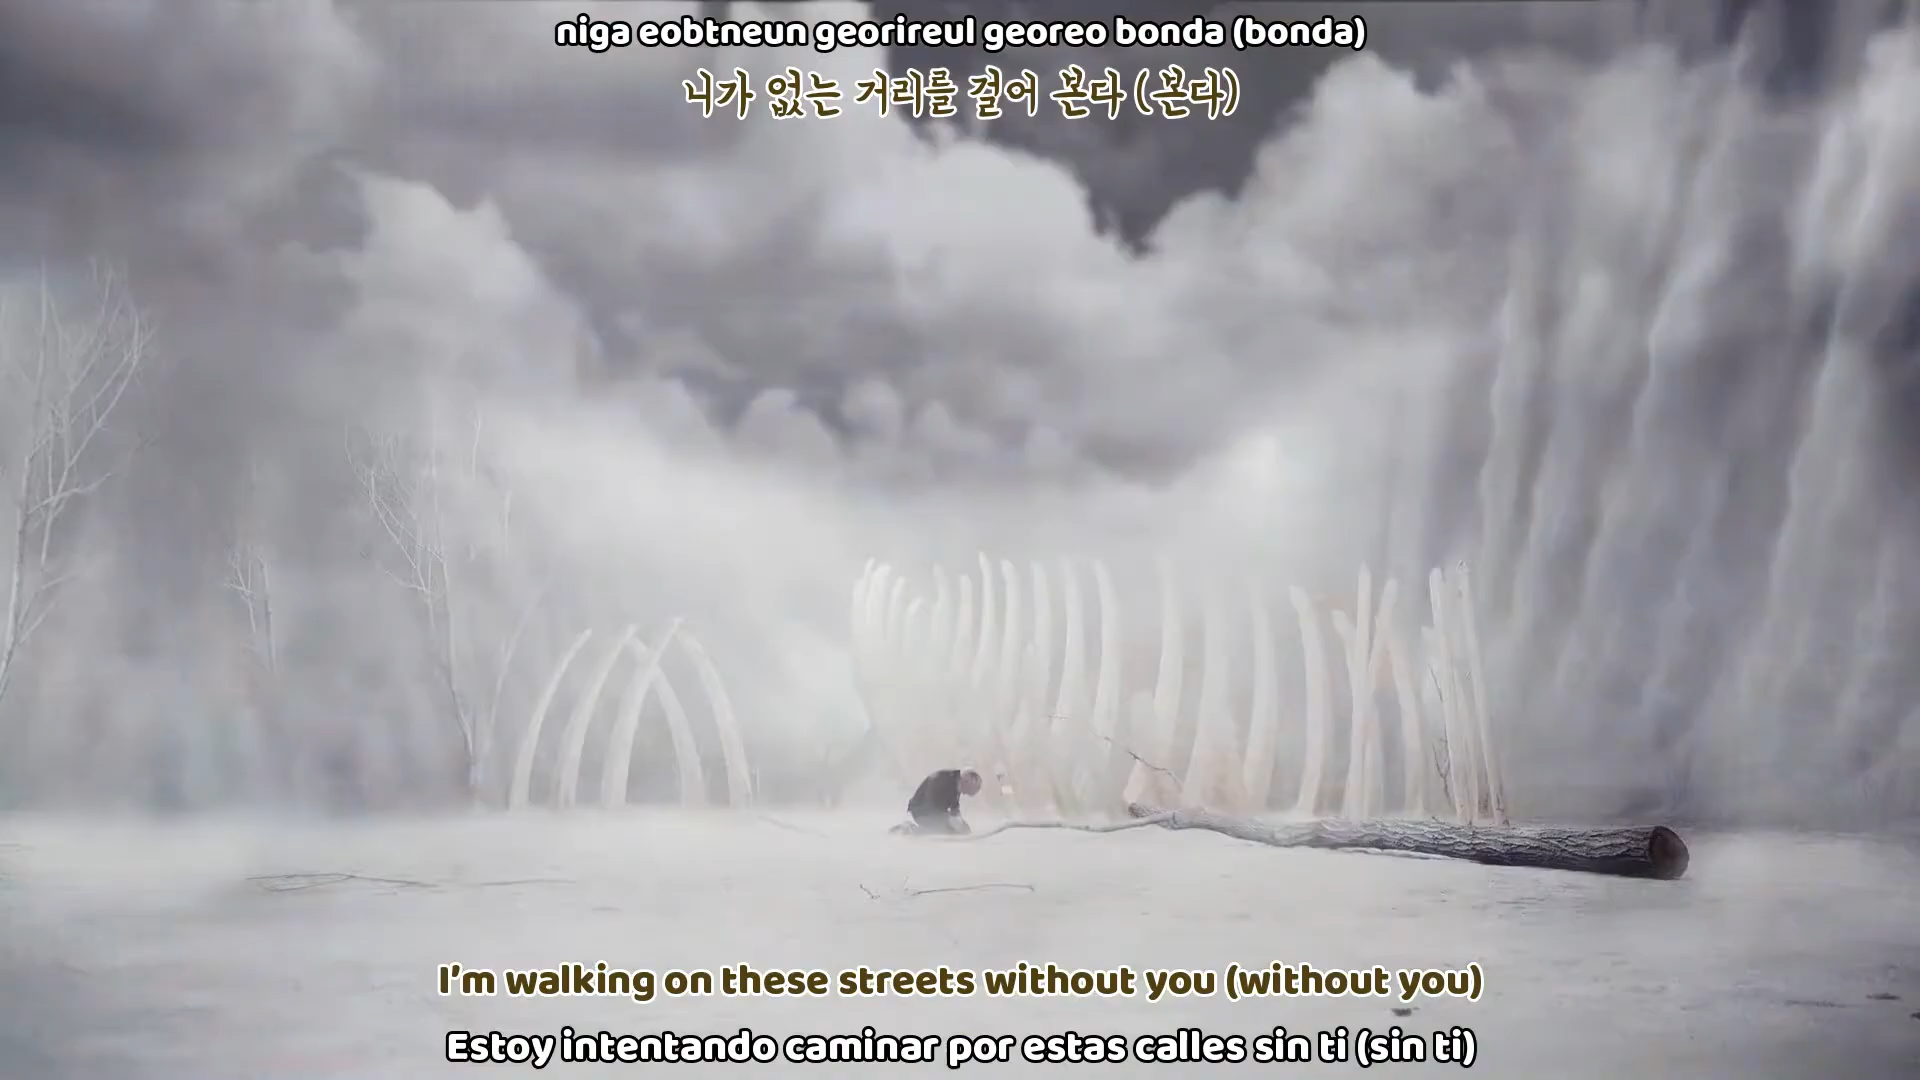 niga eobtneun georireul georeo bonda (bonda)
니가 없는 거리를 걸어 본다 (본다)
I'm walking on these streets without you (without you)
Estoy intentando caminar por estas calles sin ti (sin ti)